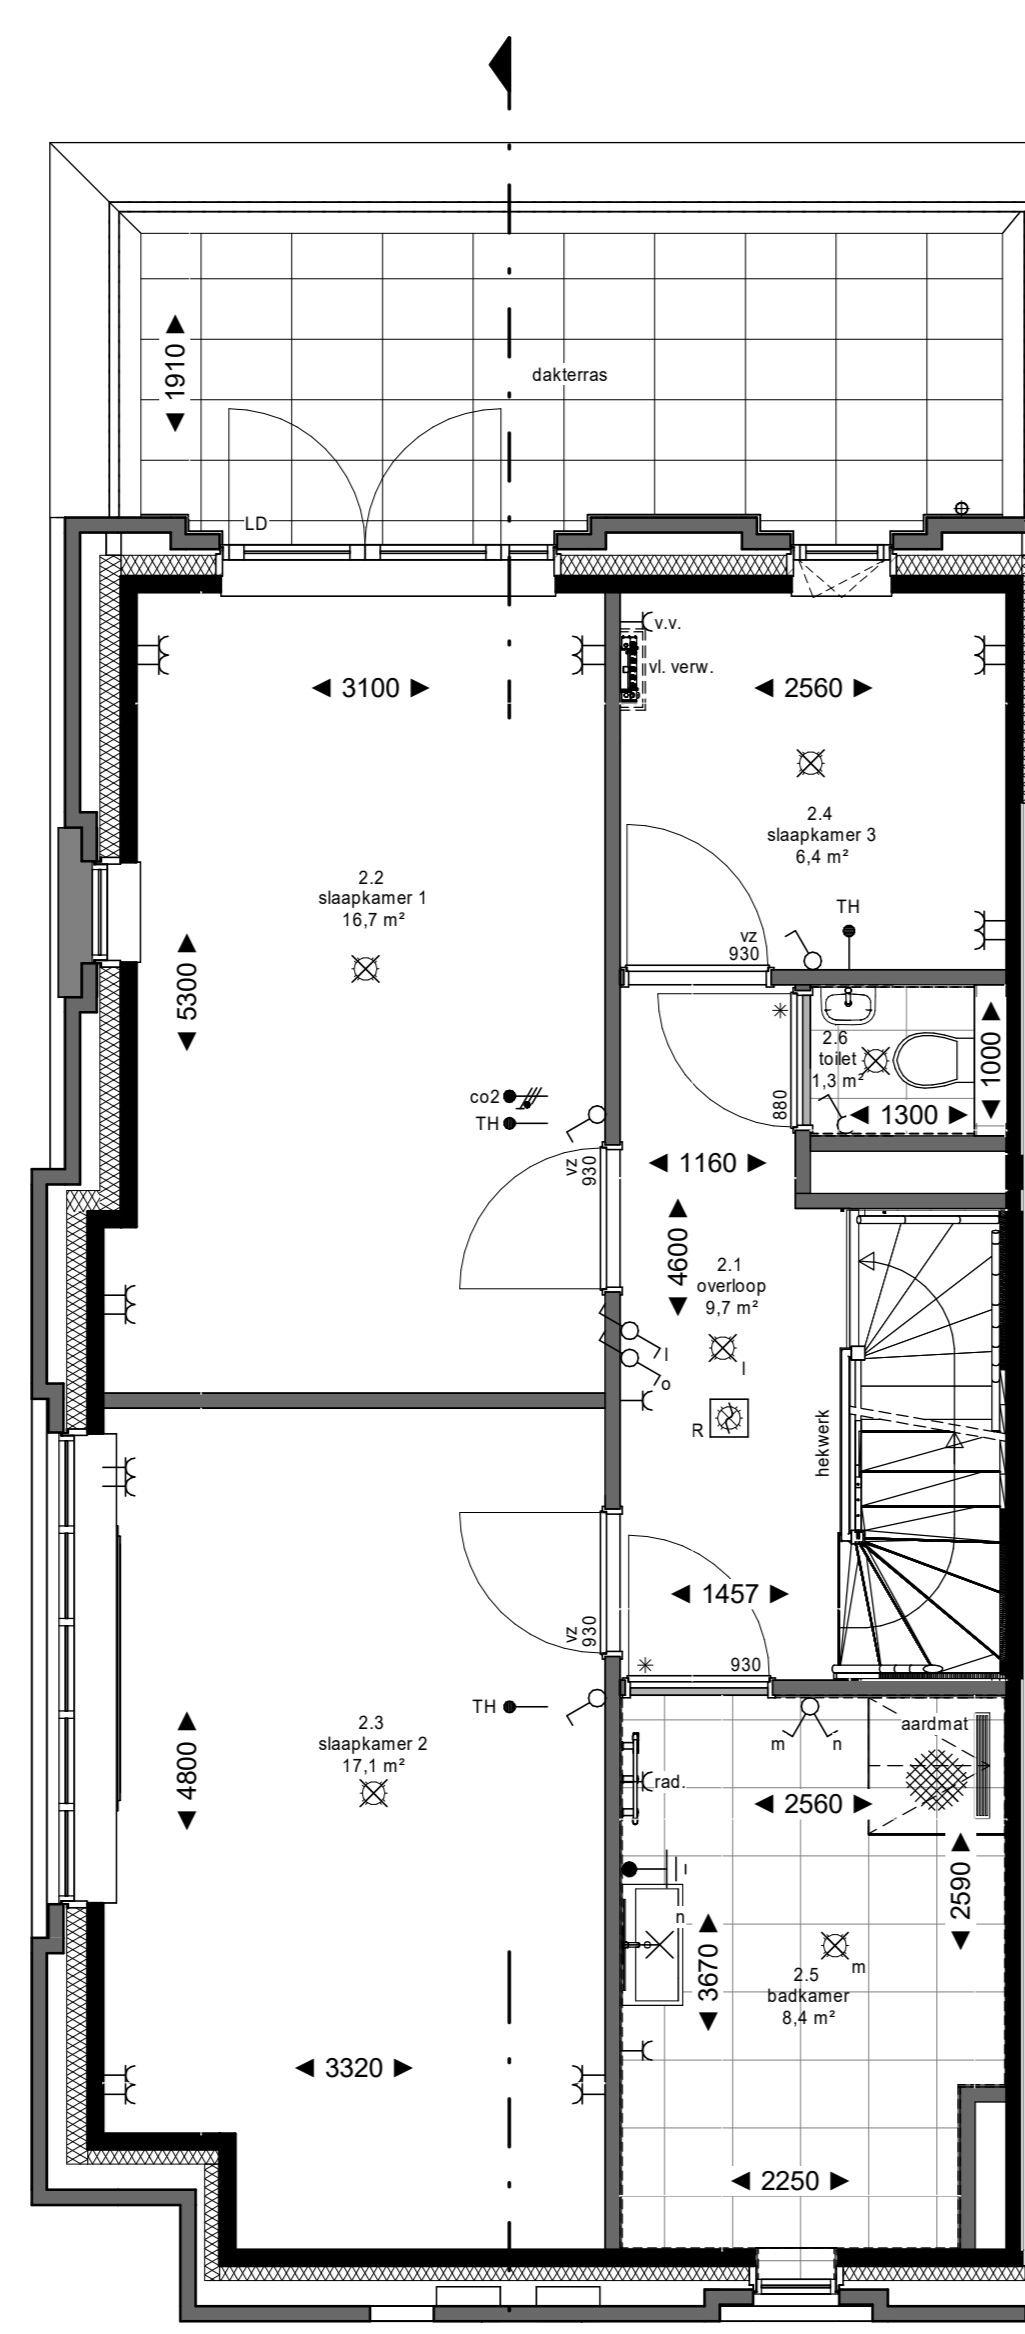 1910
dakterras
LD
v.v.
vl. verw.
3100
2560
2.4
slaapkamer 3
6,4 m²
2.2
slaapkamer 1
16,7 m²
TH
vz
930
5300
2.6
toilet
1,3 m²
1000
1300
880
co2
TH
vz
930
1160
4600
2.1
overloop
9,7 m²
l
o
l
R
hekwerk
vz
930
1457
930
TH
2.3
slaapkamer 2
17,1 m²
4800
m
n
aardmat
rad.
2560
2590
l
n
3670
m
2.5
badkamer
8,4 m²
3320
2250